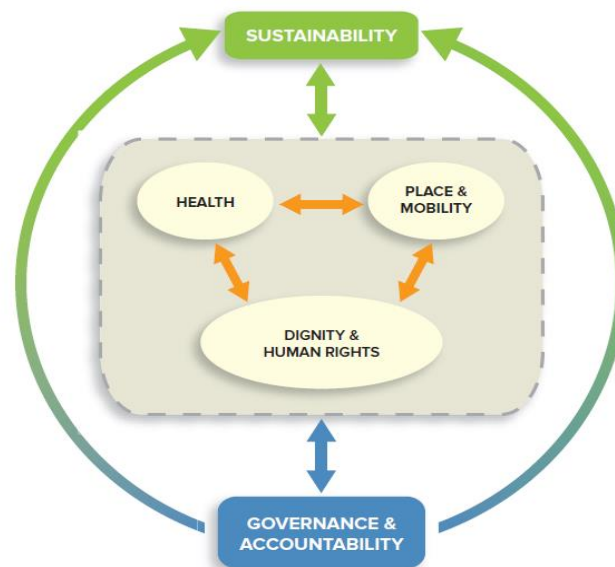 SUSTAINABILITY
HEALTH
PLACE &
MOBILITY
DIGNITY &
HUMAN RIGHTS
GOVERNANCE &
ACCOUNTABILITY